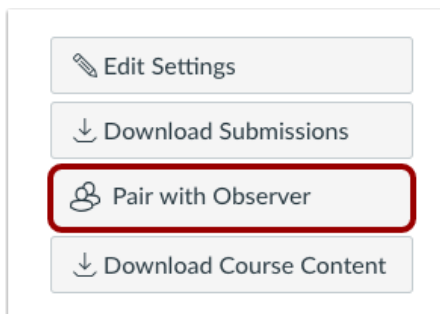 Edit Settings
Download Submissions
Pair with Observer
Download Course Content